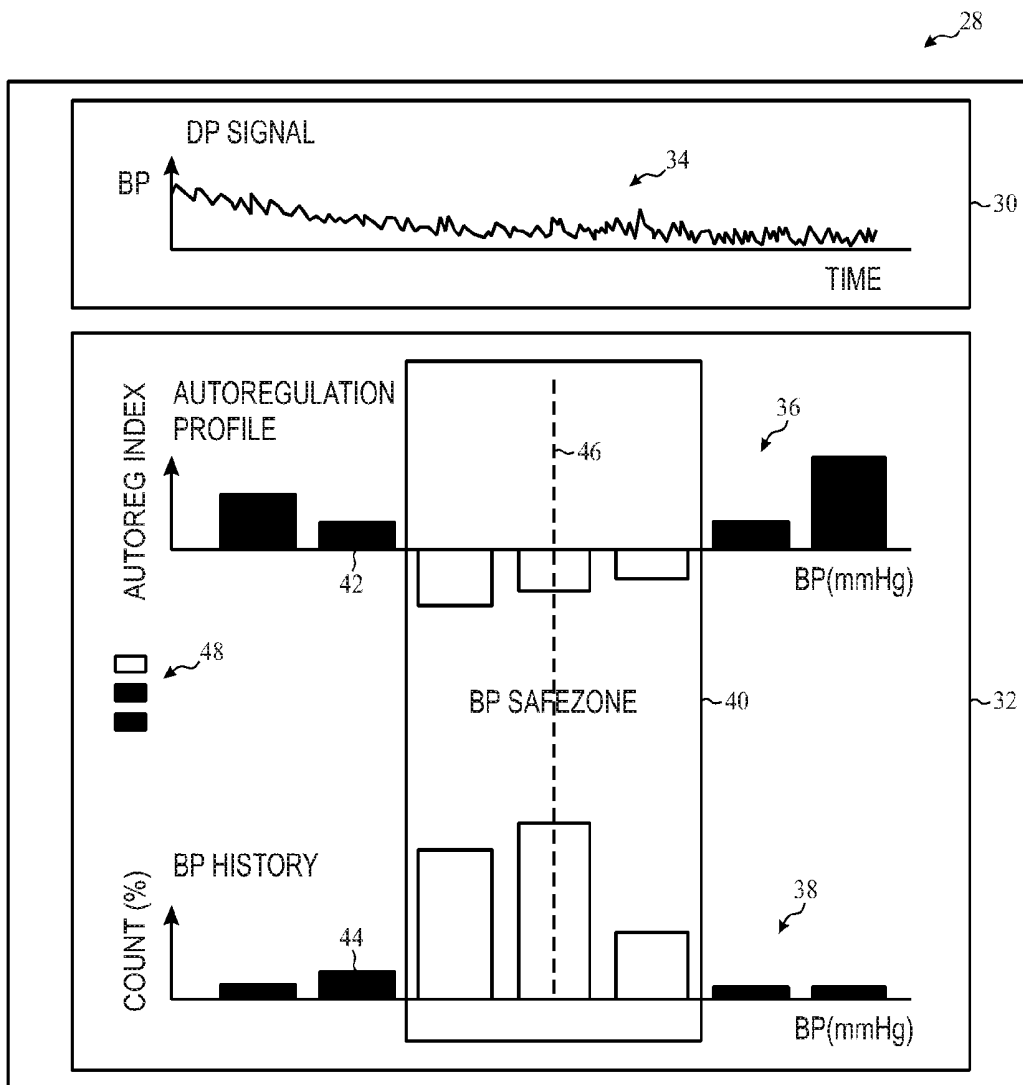 28
DP SIGNAL
BP
34
30
TIME
AUTOREG INDEX
AUTOREGULATION
PROFILE
36
46
42
BP(mmHg)
48
BP SAFEZONE
40
32
COUNT (%)
BP HISTORY
38
44
BP(mmHg)